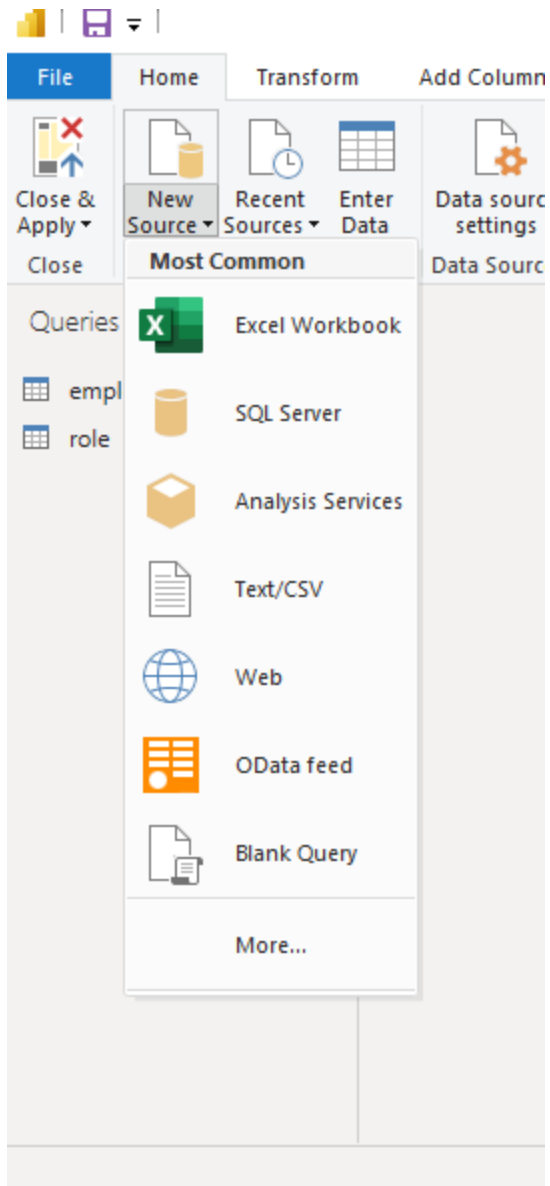 File Home Transform Add Column
Close & New Recent Enter Data sourc
Apply Source Sources Data settings
Close Most Common Data Sourc
Queries
X Excel Workbook
empl
SQL Server
role
Analysis Services
Text/CSV
Web
OData feed
Blank Query
More...